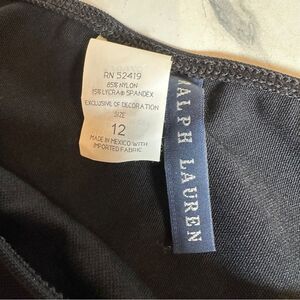 RN 52419
85% NYLON
15% LYCRA® SPANDEX
EXCLUSIVE OF DECORATION
SIZE
12
MADE IN MEXICO WITH
IMPORTED FABRIC
RALPH LAUREN